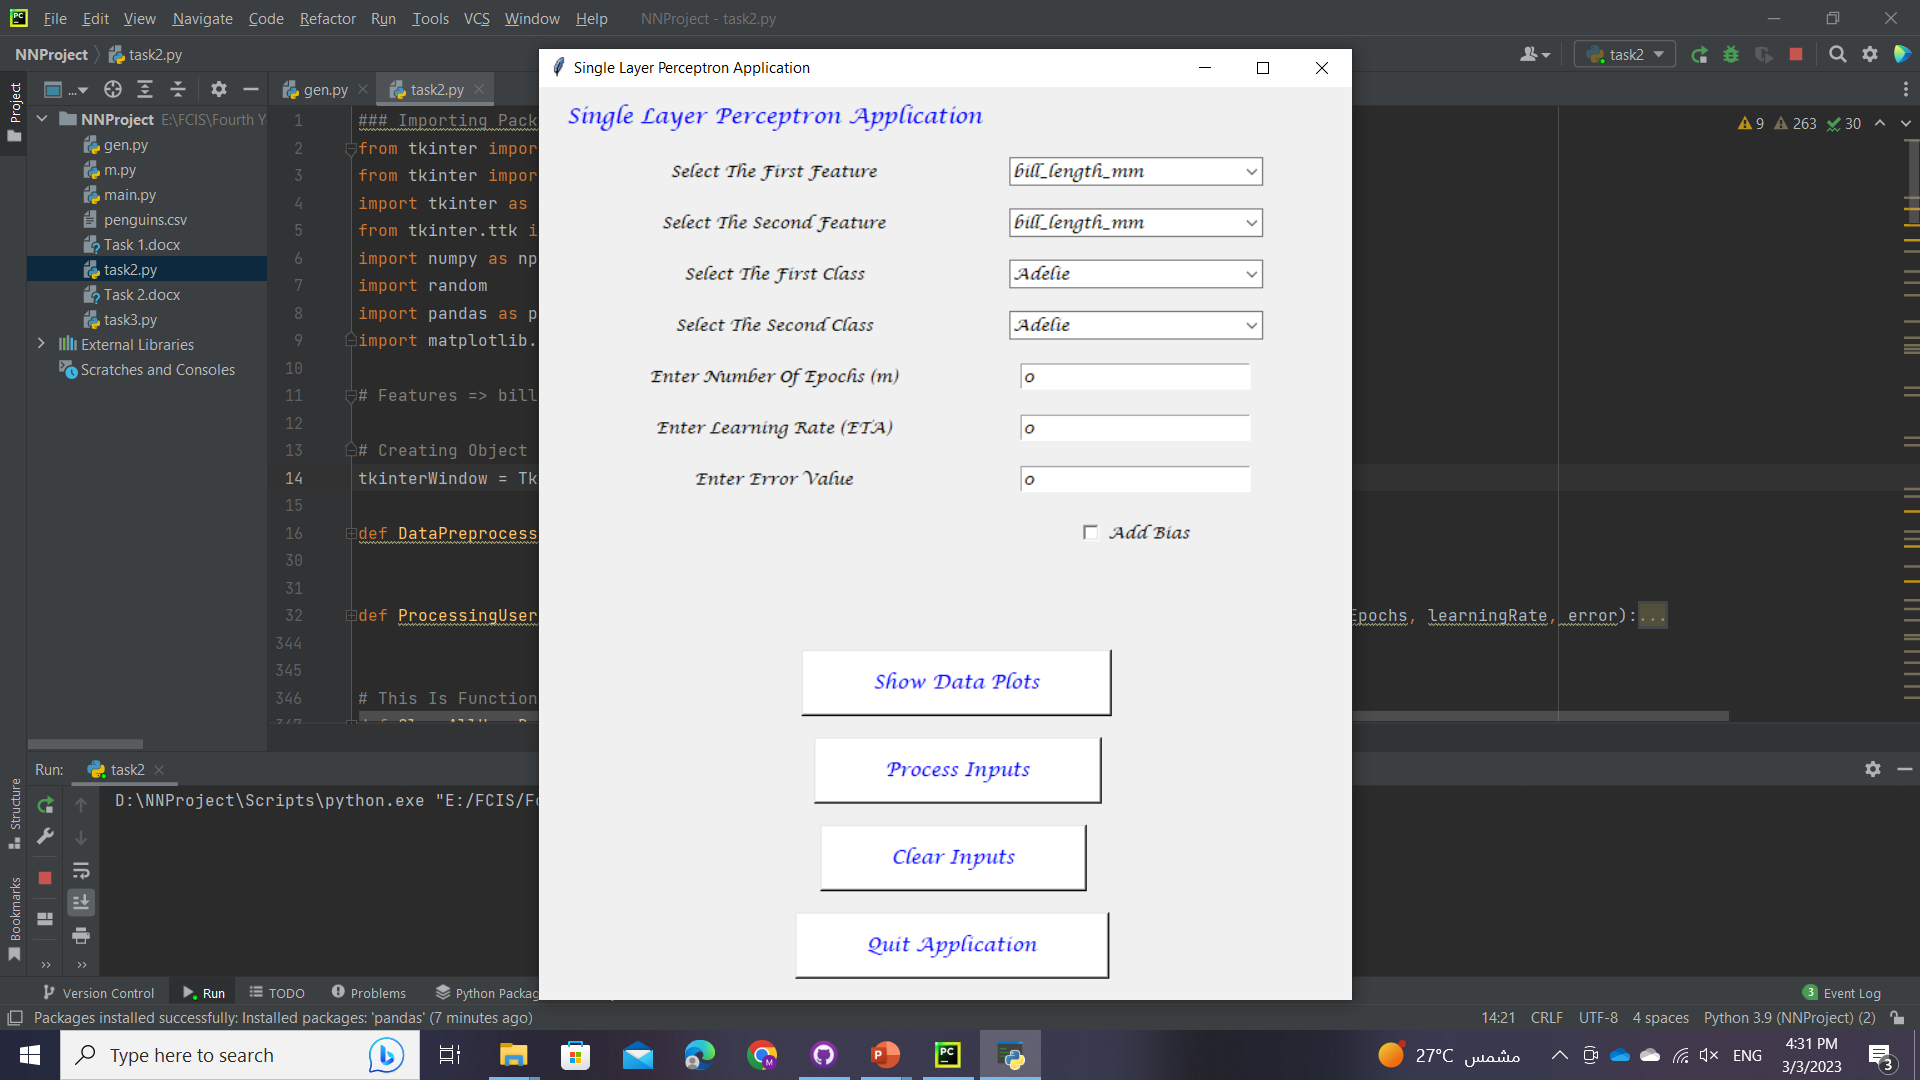 File Edit View Navigate Code Refactor Run Tools VCS Window Help NNProject - task2.py
NNProject task2.py
task2
Project
...
gen.py
task2.py
NNProject E:\FCIS\Fourth Y
gen.py
m.py
main.py
penguins.csv
Task 1.docx
task2.py
Task 2.docx
task3.py
External Libraries
Scratches and Consoles
1 ### Importing Pack
2 from tkinter impor
3 from tkinter impor
4 import tkinter as
5 from tkinter.ttk i
6 import numpy as np
7 import random
8 import pandas as p
9 import matplotlib.
10
11 # Features => bill
12
13 # Creating Object
14 tkinterWindow = Tk
15
16 def DataPreprocess
30
31
32 def ProcessingUser
Epochs, learningRate, error):...
344
345
346 # This Is Function
9 263 30
Single Layer Perceptron Application
Single Layer Perceptron Application
Select The First Feature bill_length_mm
Select The Second Feature bill_length_mm
Select The First Class Adelie
Select The Second Class Adelie
Enter Number Of Epochs (m) 0
Enter Learning Rate (ETA) 0
Enter Error Value 0
Add Bias
Show Data Plots
Process Inputs
Clear Inputs
Quit Application
Run: task2
D:\NNProject\Scripts\python.exe "E:/FCIS/Fo
Structure
Bookmarks
Version Control Run TODO Problems Python Packag
3 Event Log
Packages installed successfully: Installed packages: 'pandas' (7 minutes ago)
14:21 CRLF UTF-8 4 spaces Python 3.9 (NNProject) (2)
Type here to search
27°C مشمس
ENG
4:31 PM
3/3/2023
3